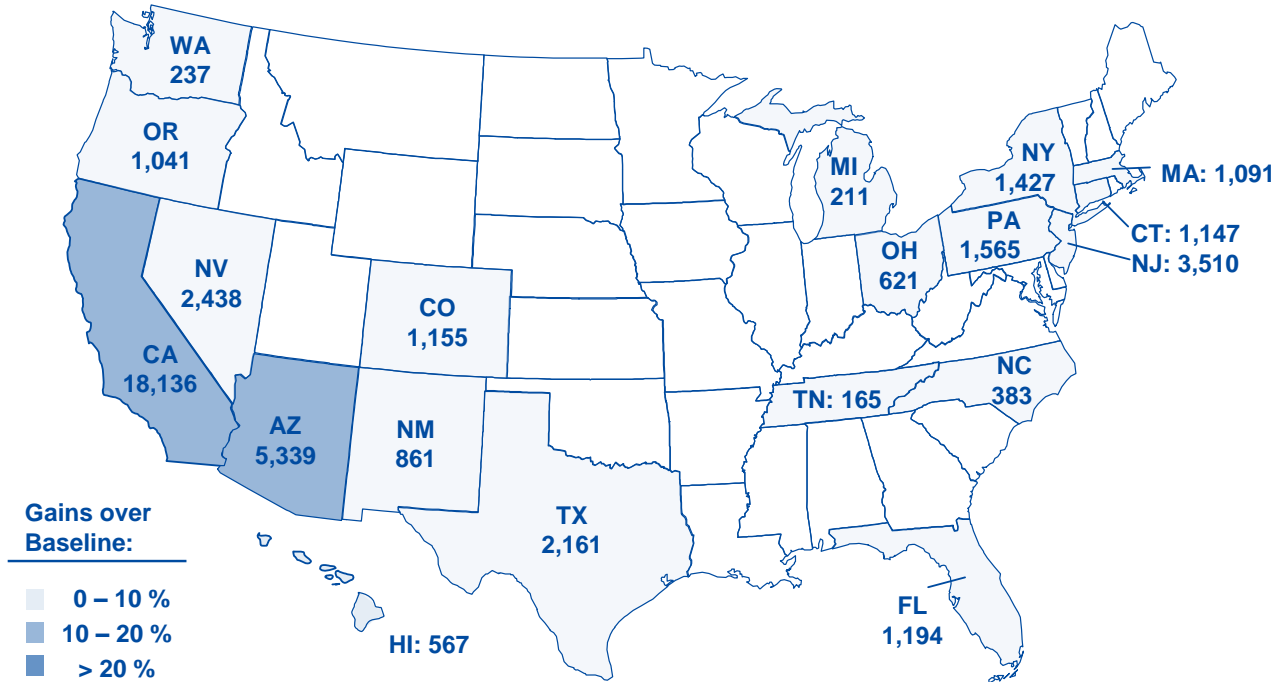 WA
237
OR
1,041
NV
2,438
CA
18,136
AZ
5,339
CO
1,155
NM
861
TX
2,161
MI
211
OH
621
NY
1,427
PA
1,565
MA: 1,091
CT: 1,147
NJ: 3,510
NC
383
TN: 165
FL
1,194
HI: 567
Gains over
Baseline:
0 – 10 %
10 – 20 %
> 20 %